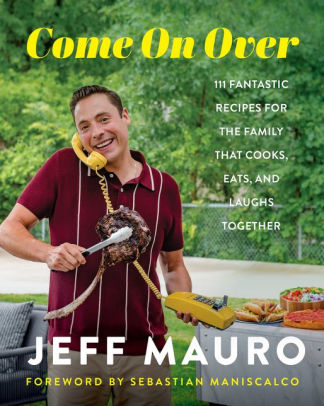 Come On Over
111 FANTASTIC
RECIPES FOR
THE FAMILY
THAT COOKS,
EATS, AND
LAUGHS
TOGETHER
JEFF MAURO
FOREWORD BY SEBASTIAN MANISCALCO